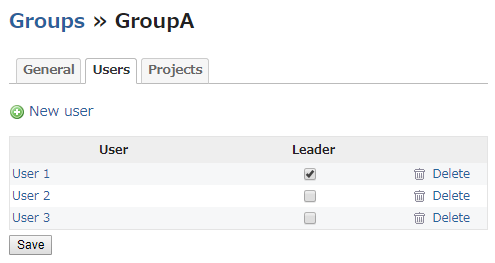 Groups » GroupA
General Users Projects
New user
User Leader
User 1 Delete
User 2 Delete
User 3 Delete
Save